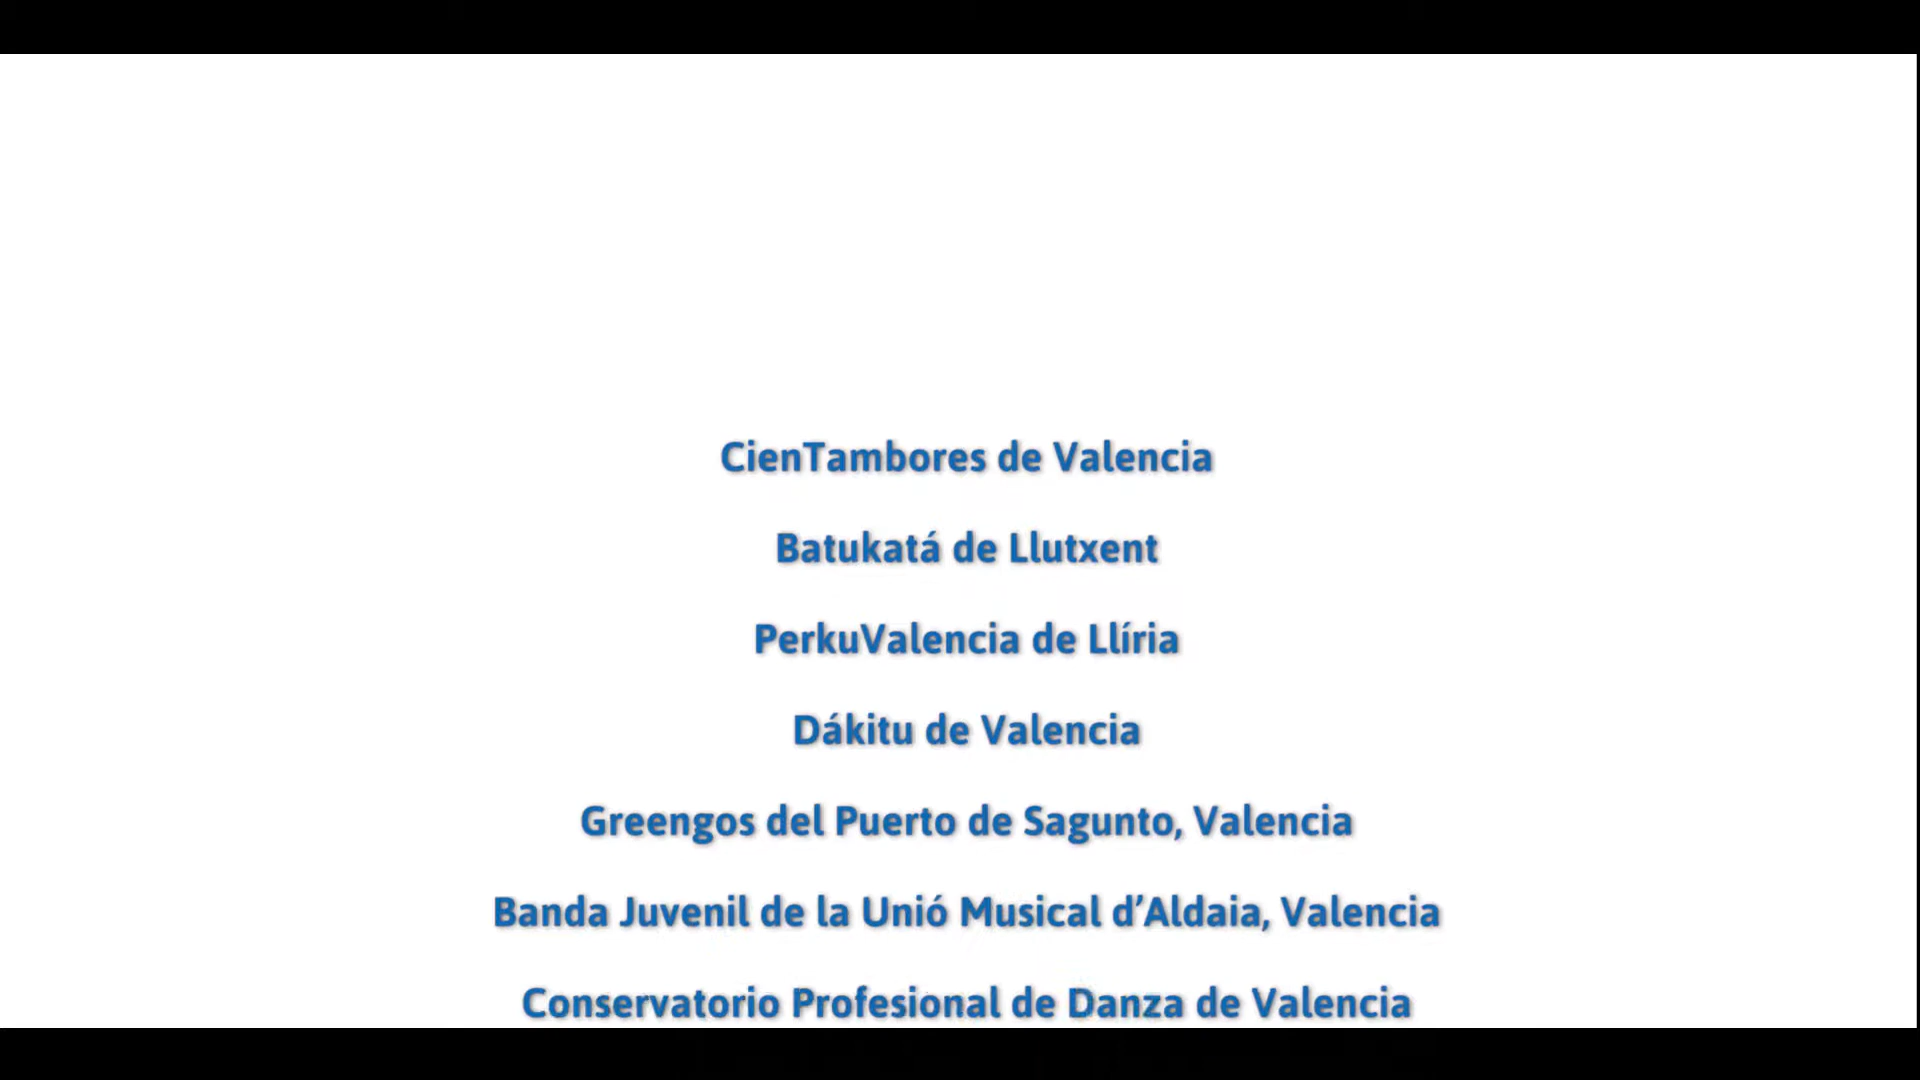 CienTambores de Valencia
Batukatá de Llutxent
PerkuValencia de Llíria
Dákitu de Valencia
Greengos del Puerto de Sagunto, Valencia
Banda Juvenil de la Unió Musical d’Aldaia, Valencia
Conservatorio Profesional de Danza de Valencia